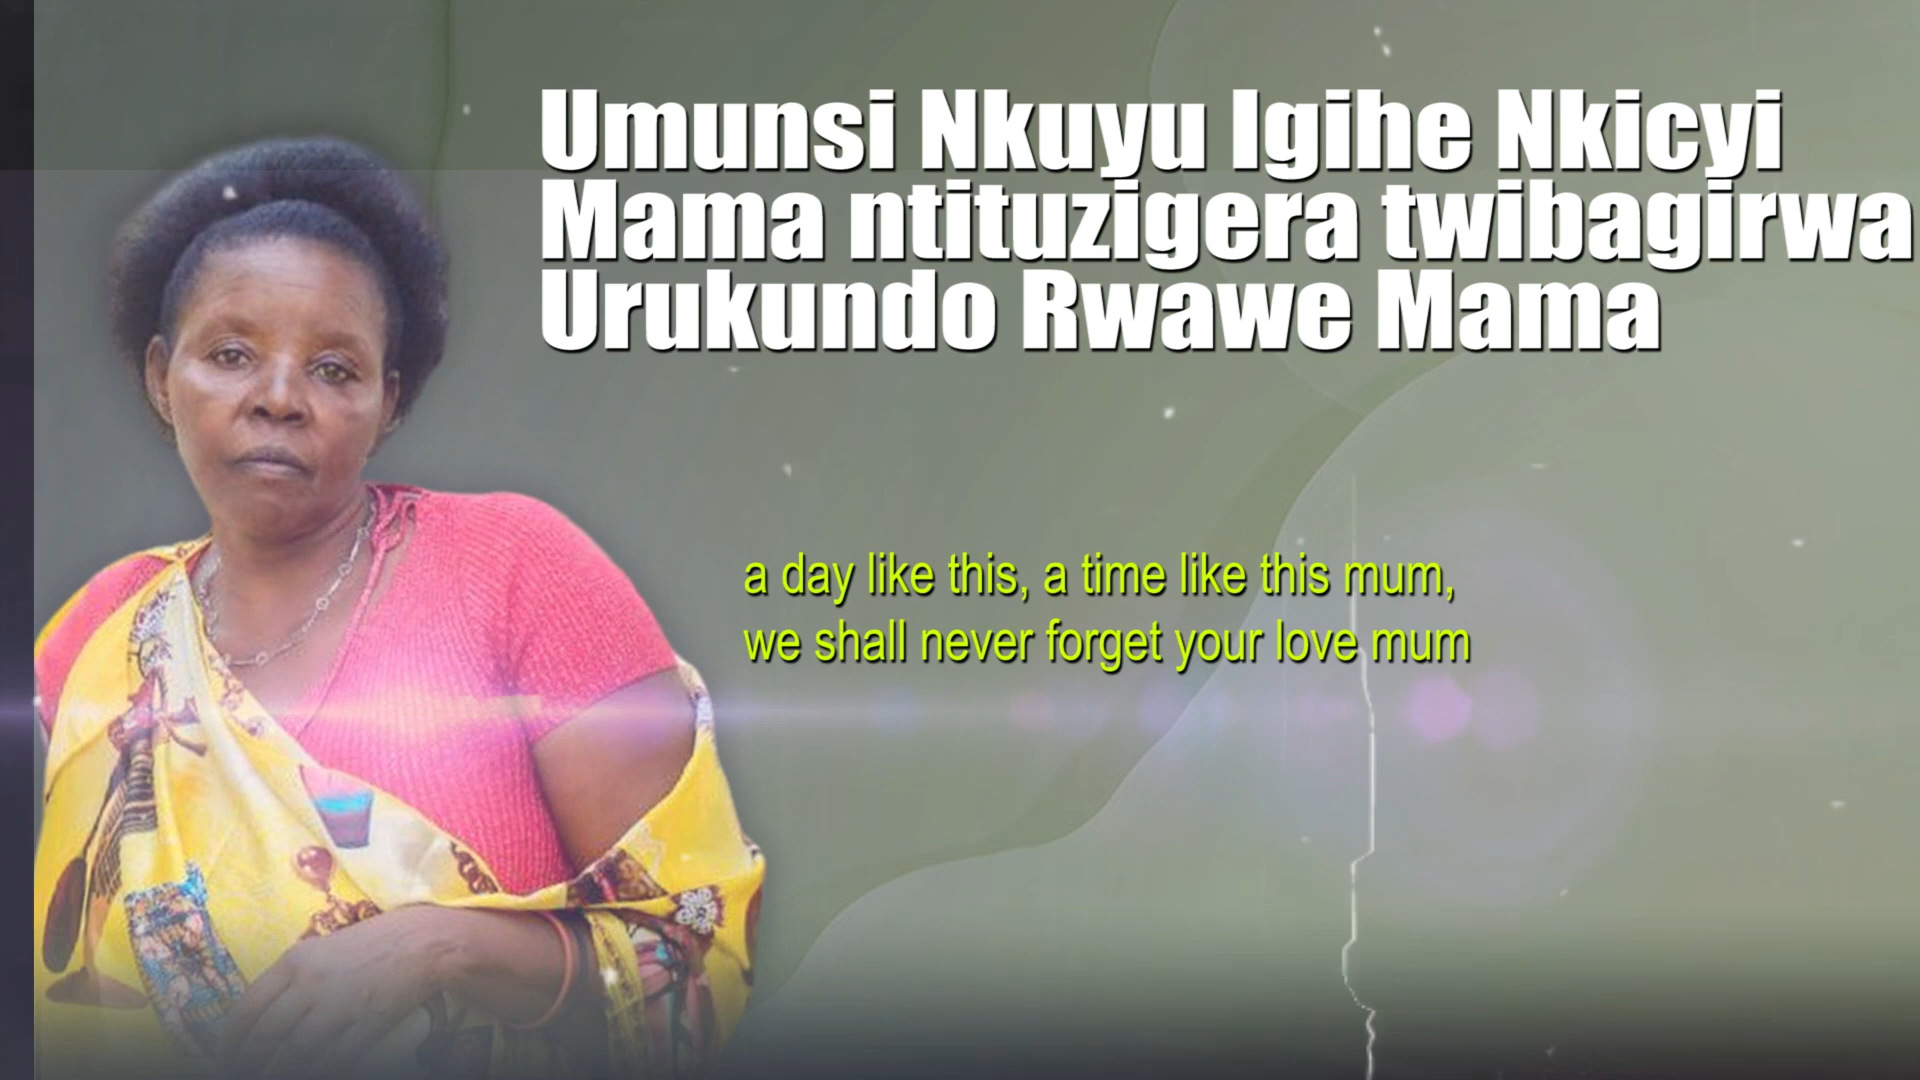 Umunsi Nkuyu Igihe Nkicyi
Mama ntituzigera twibagirwa
Urukundo Rwawe Mama
a day like this, a time like this mum,
we shall never forget your love mum